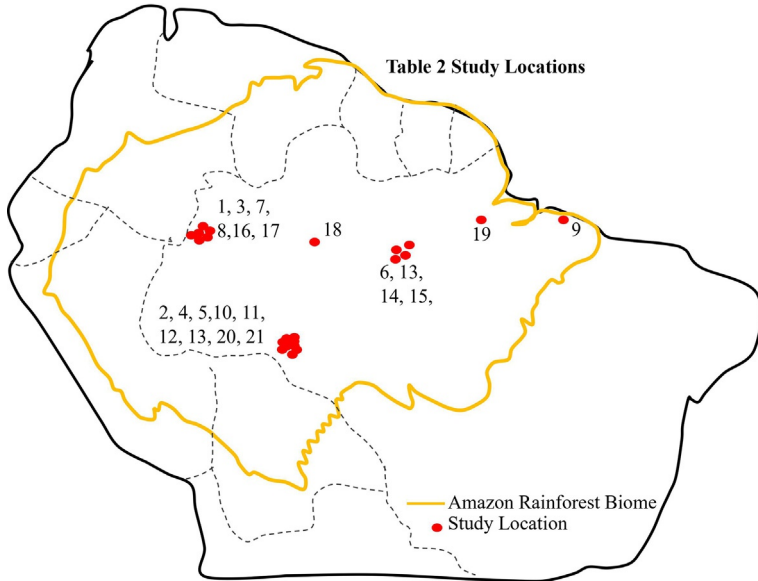 Table 2 Study Locations
1, 3, 7,
8,16, 17
18
19
9
6, 13,
14, 15,
2, 4, 5,10, 11,
12, 13, 20, 21
Amazon Rainforest Biome
Study Location